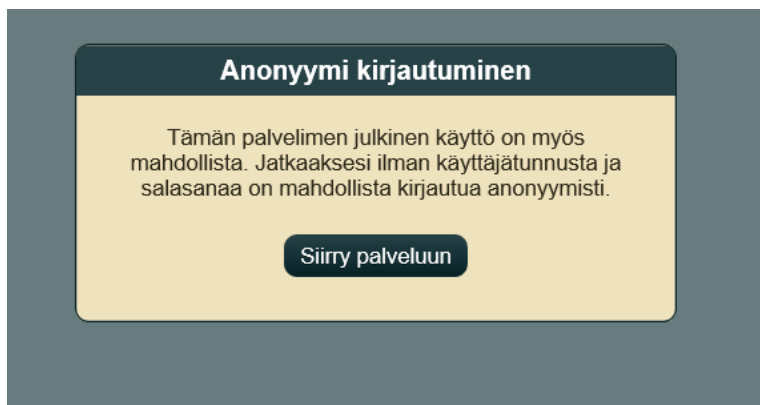 Anonyymi kirjautuminen
Tämän palvelimen julkinen käyttö on myös
mahdollista. Jatkaaksesi ilman käyttäjätunnusta ja
salasanaa on mahdollista kirjautua anonyymisti.
Siirry palveluun